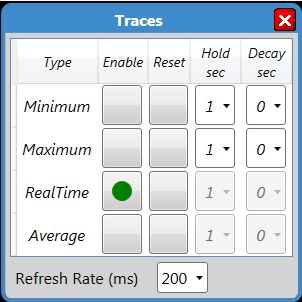 Traces
Type Enable Reset Hold sec Decay sec
Minimum 1 0
Maximum 1 0
RealTime 1 0
Average 1 0
Refresh Rate (ms) 200